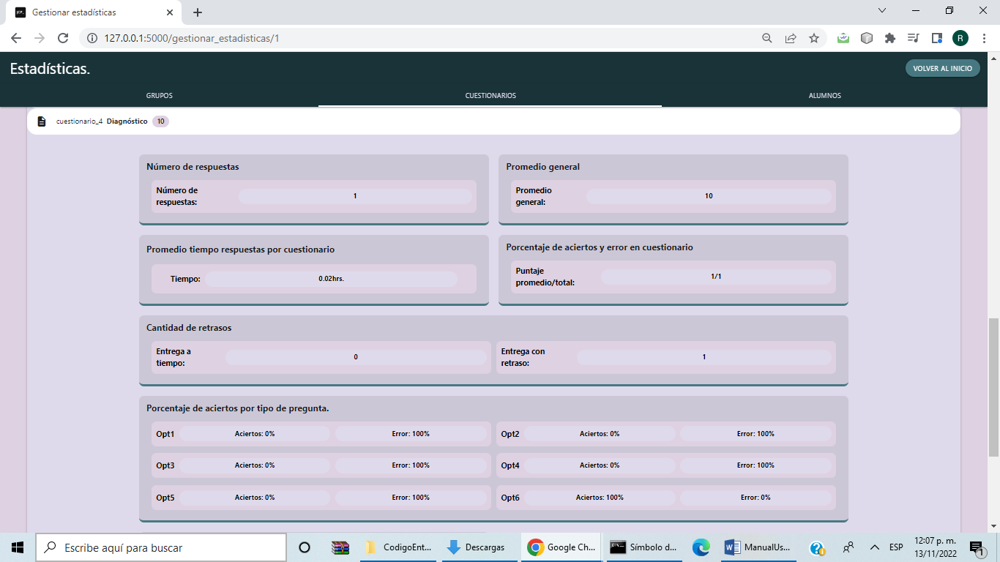 Gestionar estadísticas
127.0.0.1:5000/gestionar_estadisticas/1
R
Estadísticas.
VOLVER AL INICIO
GRUPOS
CUESTIONARIOS
ALUMNOS
cuestionario_4 Diagnóstico 10
Número de respuestas
Número de
respuestas:
1
Promedio general
Promedio
general:
10
Promedio tiempo respuestas por cuestionario
Tiempo:
0.02hrs.
Porcentaje de aciertos y error en cuestionario
Puntaje
promedio/total:
1/1
Cantidad de retrasos
Entrega a
tiempo:
0
Entrega con
retraso:
1
Porcentaje de aciertos por tipo de pregunta.
Opt1 Aciertos: 0% Error: 100%
Opt2 Aciertos: 0% Error: 100%
Opt3 Aciertos: 0% Error: 100%
Opt4 Aciertos: 0% Error: 100%
Opt5 Aciertos: 0% Error: 100%
Opt6 Aciertos: 100% Error: 0%
Escribe aquí para buscar
CodigoEnt...
Descargas
Google Ch...
Símbolo d...
ManualUs...
ESP
12:07 p. m.
13/11/2022
1